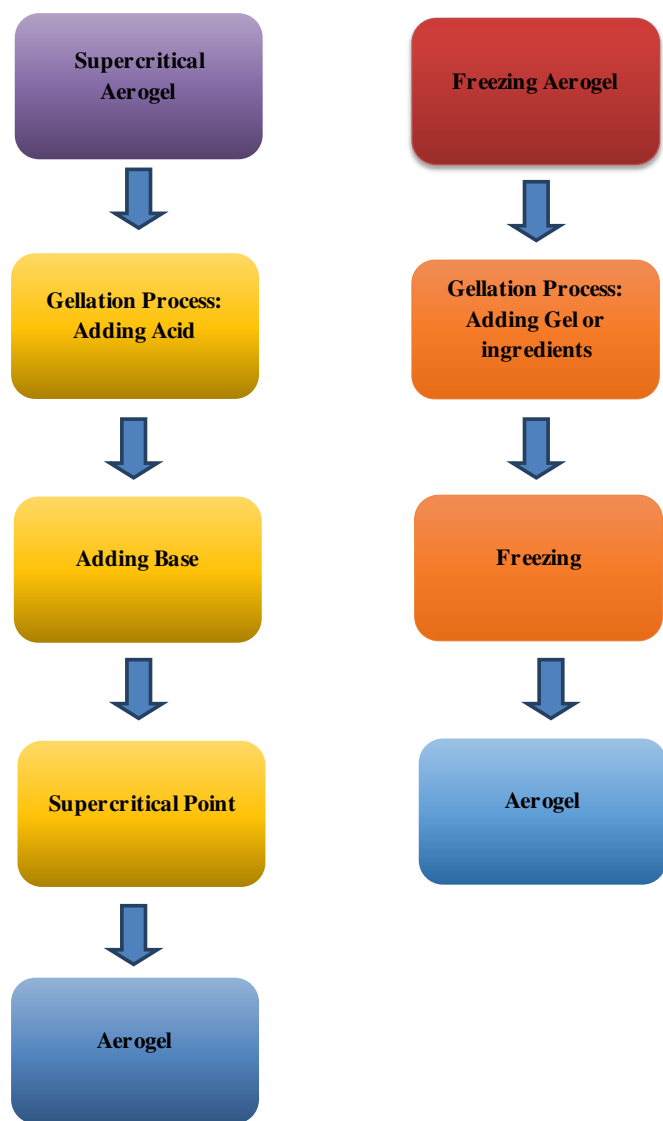 Supercritical
Aerogel
Gellation Process:
Adding Acid
Adding Base
Supercritical Point
Aerogel
Freezing Aerogel
Gellation Process:
Adding Gel or
ingredients
Freezing
Aerogel